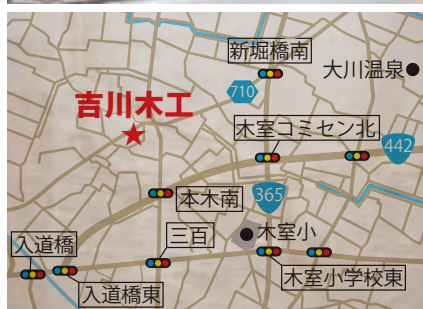 新堀橋南
大川温泉
710
吉川木工
木室コミセン北
442
365
本木南
三百
木室小
入道橋
入道橋東
木室小学校東